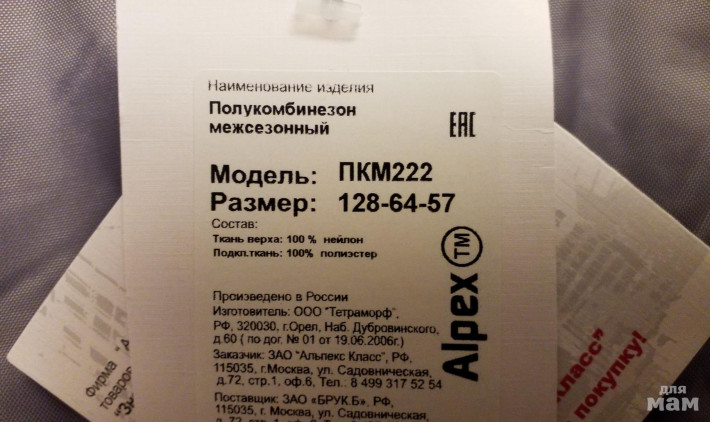 Наименование изделия
Полукомбинезон
межсезонный
EAC
Модель: ПКМ222
Размер: 128-64-57
Состав:
Ткань верха: 100 % нейлон
Подкл.ткань: 100% полиэстер
Alpex TM
Произведено в России
Изготовитель: ООО "Тетраморф",
РФ, 320030, г.Орел, Наб. Дубровинского,
д.60 ( по дог. № 01 от 19.06.2006г.)
Заказчик: ЗАО "Альпекс Класс", РФ,
115035, г.Москва, ул. Садовническая,
д.72, стр.1, оф.6, Тел.: 8 499 317 52 54
Поставщик: ЗАО «БРУК.Б», РФ,
115035, г. Москва, ул. Садовническая,
Фирма "А
товаров
"Зн
класс"
покупку!
для
мам